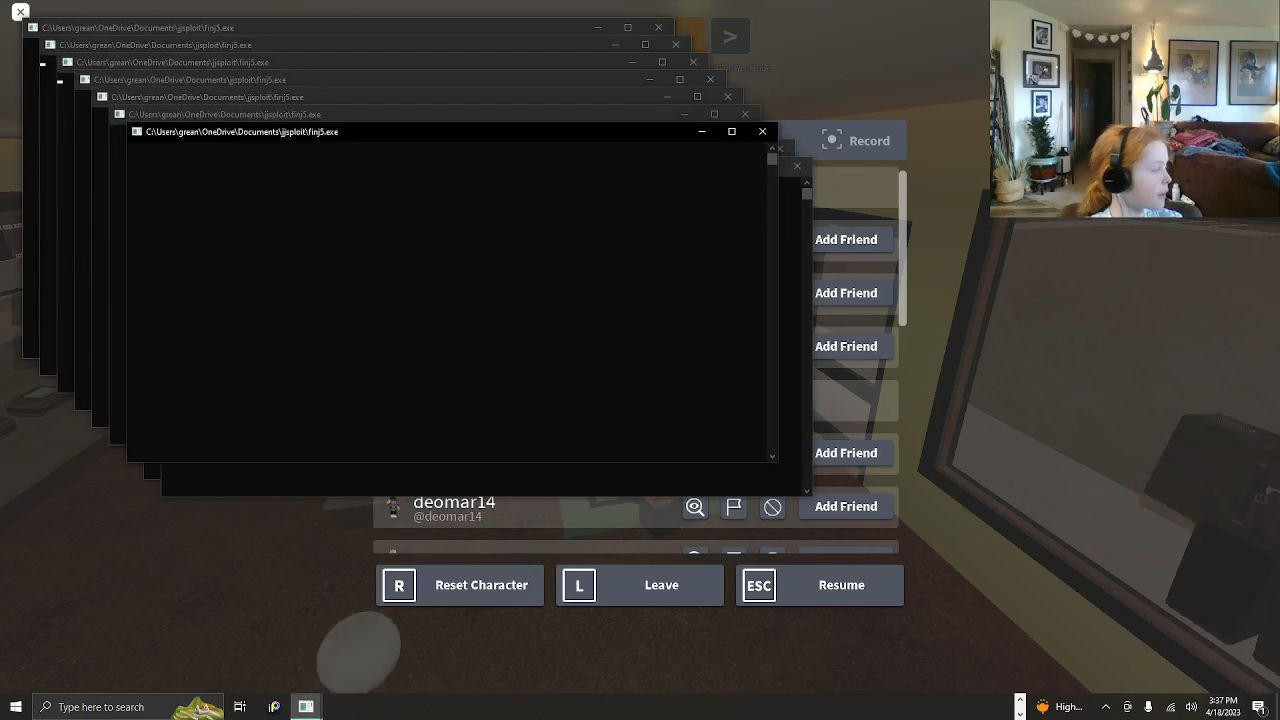 C:\Users\grean\OneDrive\Documents\jjsploit\finj5.exe
C:\Users\grean\OneDrive\Documents\jjsploit\finj5.exe
C:\Users\grean\OneDrive\Documents\jjsploit\finj5.exe
C:\Users\grean\OneDrive\Documents\jjsploit\finj5.exe
C:\Users\grean\OneDrive\Documents\jjsploit\finj5.exe
C:\Users\grean\OneDrive\Documents\jjsploit\finj5.exe
C:\Users\grean\OneDrive\Documents\jjsploit\finj5.exe
Record
Add Friend
Add Friend
Add Friend
Add Friend
deomar14
@deomar14
Add Friend
R Reset Character
L Leave
ESC Resume
Type here to search
High...
3:37 PM
4/18/2023